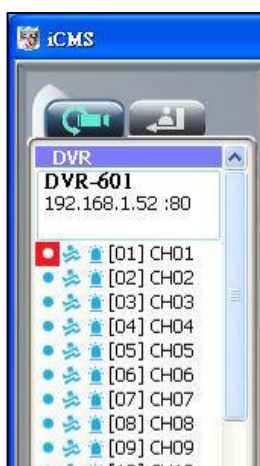 iCMS
DVR
DVR-601
192.168.1.52 :80
[01] CH01
[02] CH02
[03] CH03
[04] CH04
[05] CH05
[06] CH06
[07] CH07
[08] CH08
[09] CH09